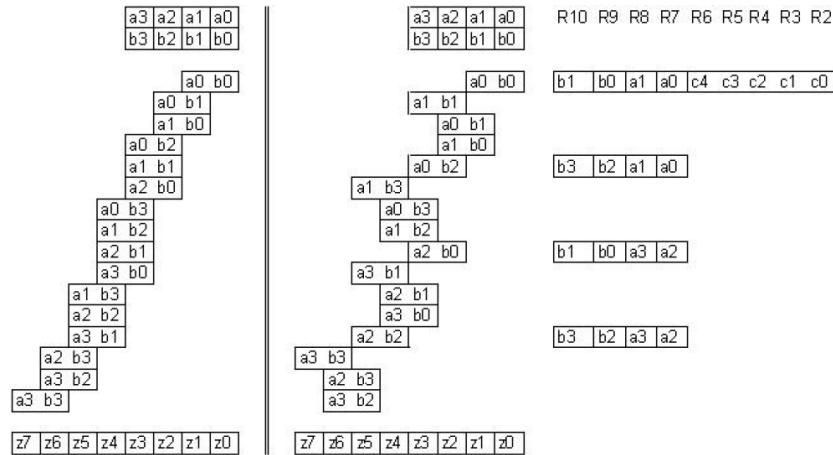 a3 a2 a1 a0 a3 a2 a1 a0 R10 R9 R8 R7 R6 R5 R4 R3 R2
b3 b2 b1 b0 b3 b2 b1 b0
a0 b0 a0 b0 b1 b0 a1 a0 c4 c3 c2 c1 c0
a0 b1 a1 b1
a1 b0 a0 b1
a0 b2 a1 b0
a1 b1 a0 b2 b3 b2 a1 a0
a2 b0 a1 b3
a0 b3 a0 b3
a1 b2 a1 b2
a2 b1 a2 b0 b1 b0 a3 a2
a3 b0 a3 b1
a1 b3 a2 b1
a2 b2 a3 b0
a3 b1 a2 b2 b3 b2 a3 a2
a2 b3 a3 b3
a3 b2 a2 b3
a3 b3 a3 b2
z7 z6 z5 z4 z3 z2 z1 z0 z7 z6 z5 z4 z3 z2 z1 z0